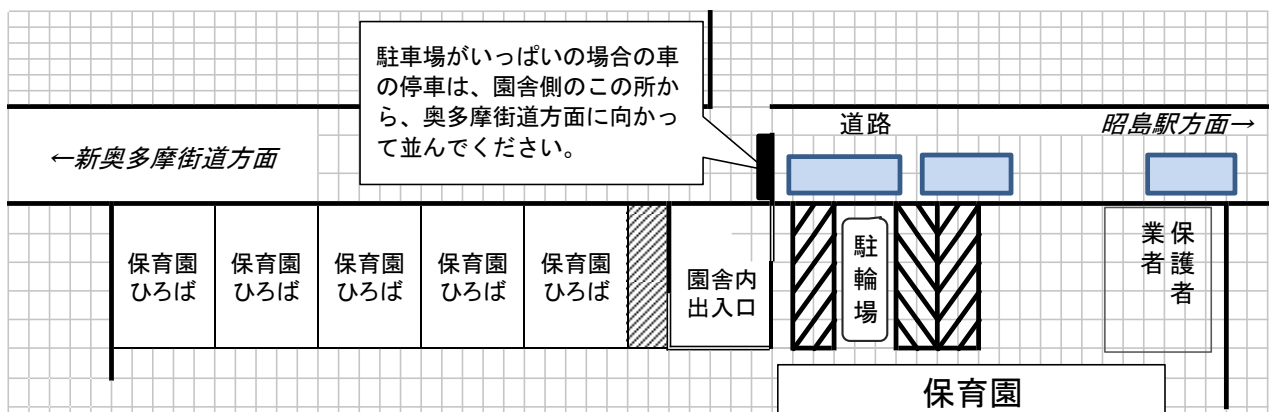 駐車場がいっぱいの場合の車
の停車は、園舎側のこの所か
ら、奥多摩街道方面に向かっ
て並んでください。
道路
昭島駅方面→
←新奥多摩街道方面
保育園
ひろば
保育園
ひろば
保育園
ひろば
保育園
ひろば
保育園
ひろば
園舎内
出入口
駐輪場
保護者
業者
保育園